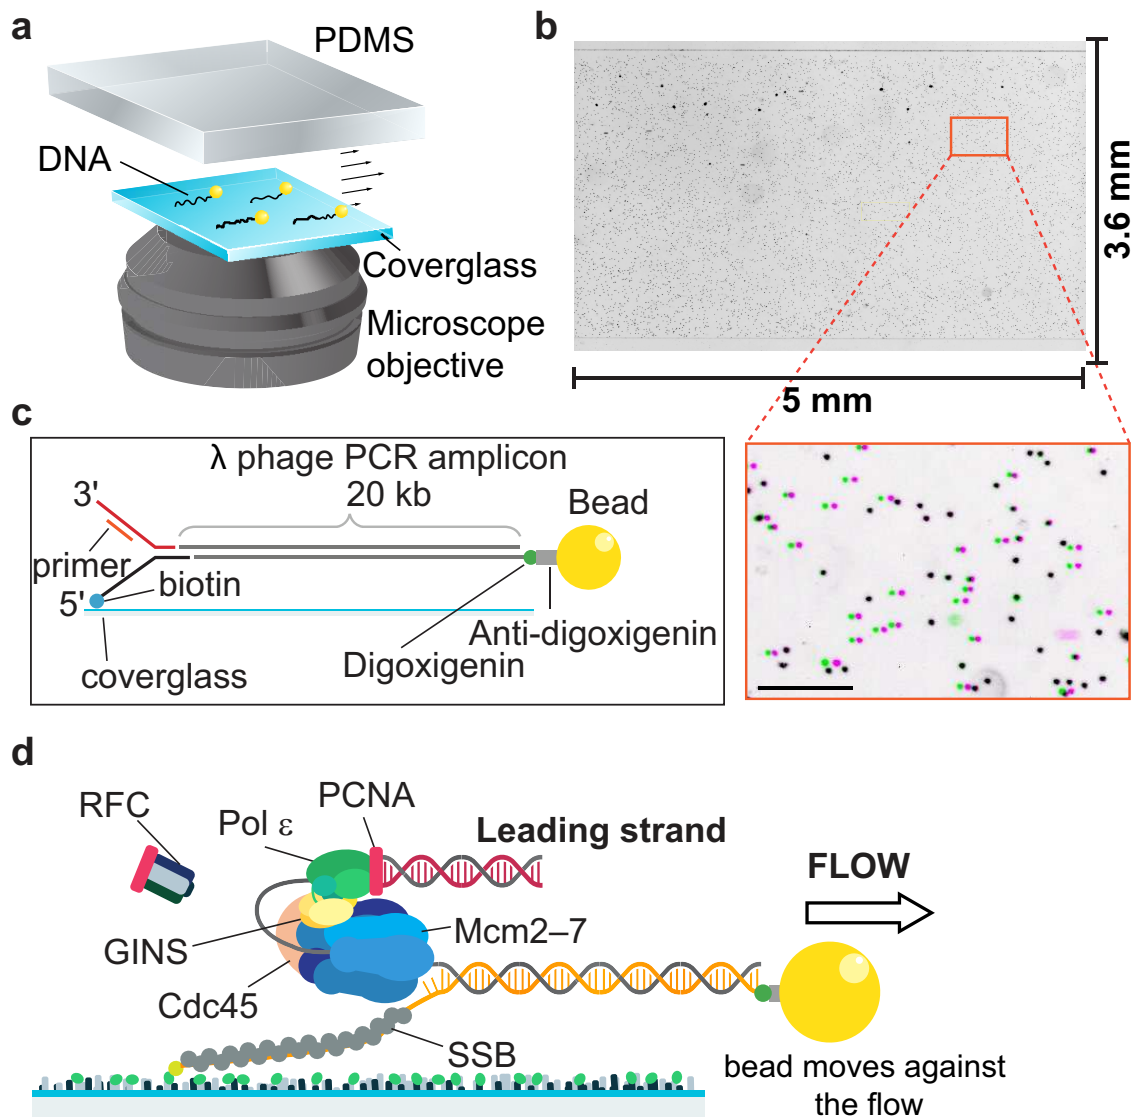 a
PDMS
DNA
Coverglass
Microscope
objective
b
3.6 mm
5 mm
c
λ phage PCR amplicon
20 kb
3'
Bead
primer
biotin
5'
Anti-digoxigenin
Digoxigenin
coverglass
d
RFC
PCNA
Pol ε
Leading strand
FLOW
GINS
Mcm2–7
Cdc45
SSB
bead moves against
the flow